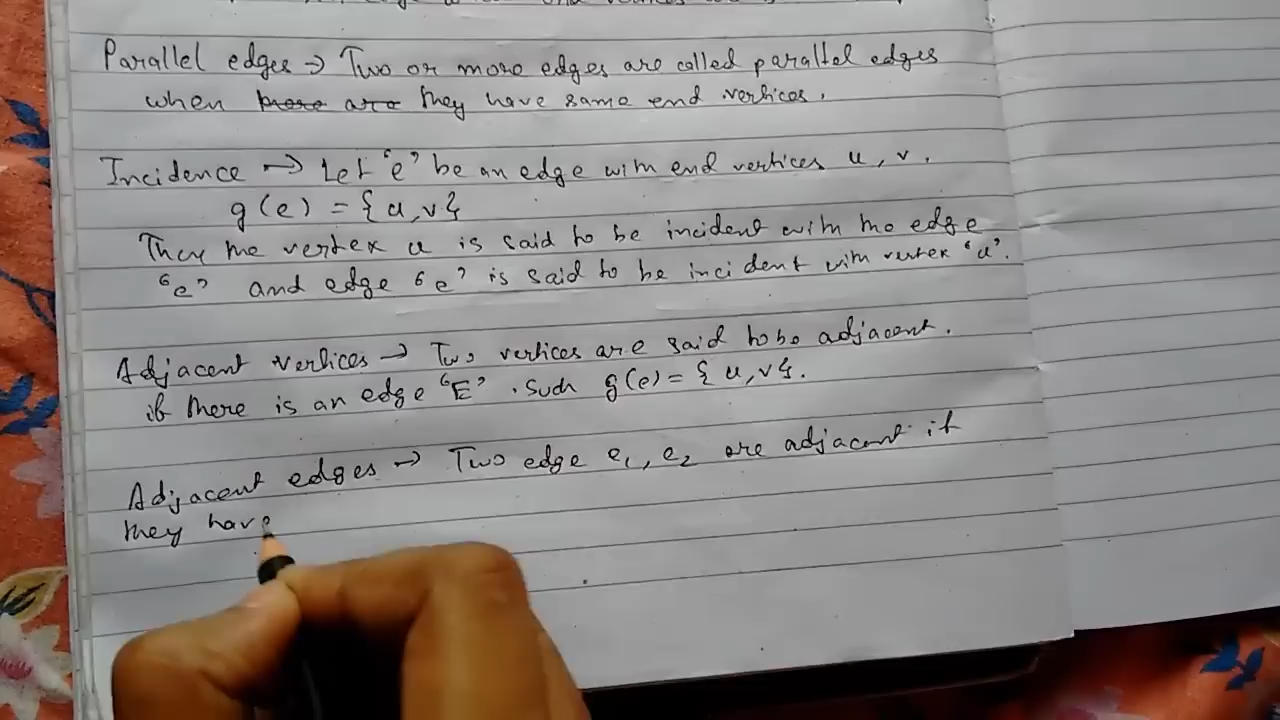 Parallel edges → Two or more edges are called parallel edges
when there are they have same end vertices.
Incidence → Let "e" be an edge with end vertices u, v.
g(e) = {u, v}
Then the vertex u is said to be incident with the edge
"e" and edge "e" is said to be incident with vertex "u".
Adjacent vertices → Two vertices are said to be adjacent.
if there is an edge "E". Such g(e) = {u, v}.
Adjacent edges → Two edge e₁, e₂ are adjacent if
they have